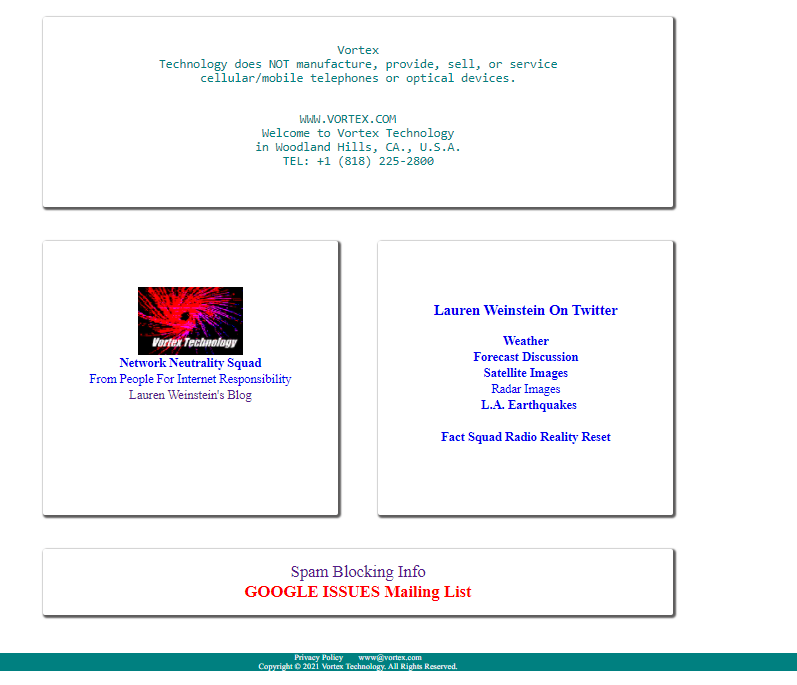 Vortex
Technology does NOT manufacture, provide, sell, or service
cellular/mobile telephones or optical devices.
WWW.VORTEX.COM
Welcome to Vortex Technology
in Woodland Hills, CA., U.S.A.
TEL: +1 (818) 225-2800
Vortex Technology
Network Neutrality Squad
From People For Internet Responsibility
Lauren Weinstein's Blog
Lauren Weinstein On Twitter
Weather
Forecast Discussion
Satellite Images
Radar Images
L.A. Earthquakes
Fact Squad Radio Reality Reset
Spam Blocking Info
GOOGLE ISSUES Mailing List
Privacy Policy www@vortex.com
Copyright © 2021 Vortex Technology. All Rights Reserved.